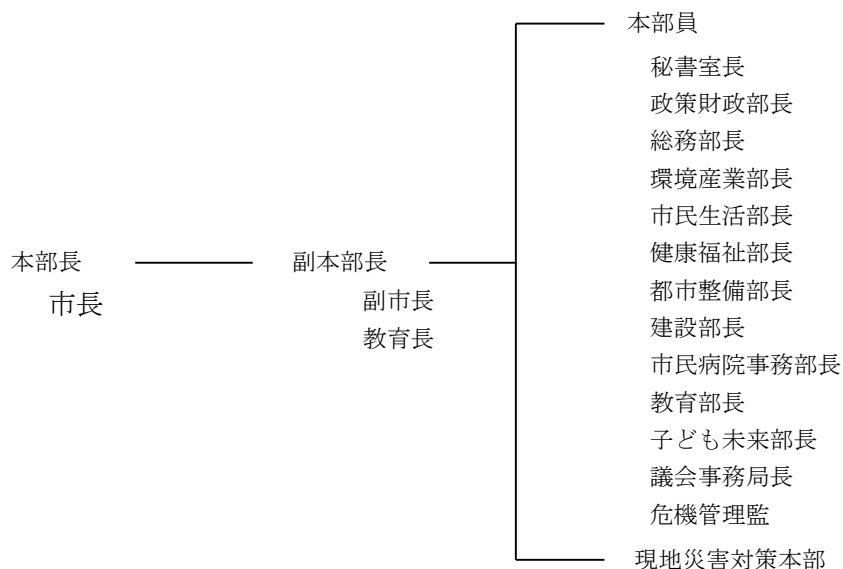 本部長
市長
副本部長
副市長
教育長
本部員
秘書室長
政策財政部長
総務部長
環境産業部長
市民生活部長
健康福祉部長
都市整備部長
建設部長
市民病院事務部長
教育部長
子ども未来部長
議会事務局長
危機管理監
現地災害対策本部